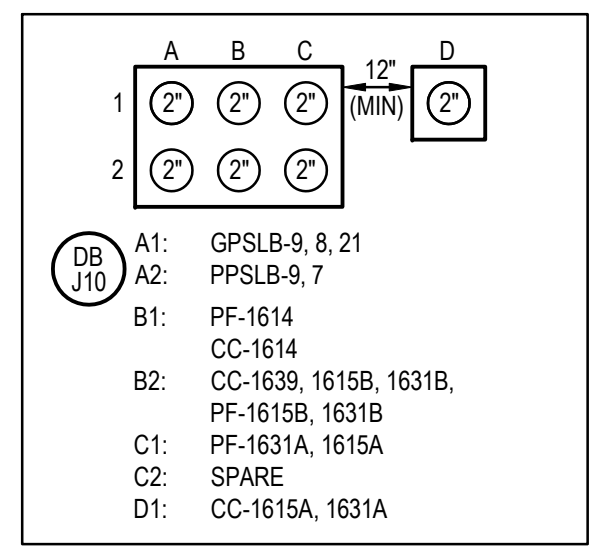 A B C D
12"
1 2" 2" 2" (MIN) 2"
2 2" 2" 2"
DB
J10
A1: GPSLB-9, 8, 21
A2: PPSLB-9, 7
B1: PF-1614
CC-1614
B2: CC-1639, 1615B, 1631B,
PF-1615B, 1631B
C1: PF-1631A, 1615A
C2: SPARE
D1: CC-1615A, 1631A